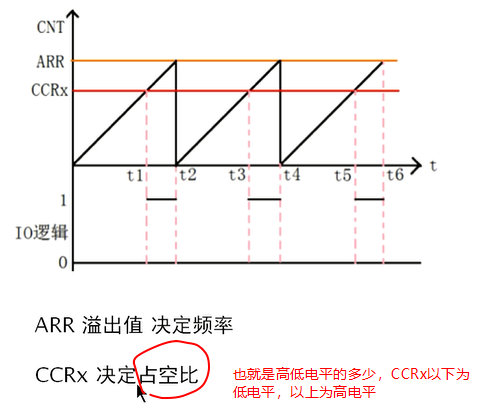 CNT
ARR
CCRx
t
t1 t2 t3 t4 t5 t6
1
IO逻辑
0
ARR 溢出值 决定频率
CCRx 决定占空比
也就是高低电平的多少，CCRx以下为
低电平，以上为高电平